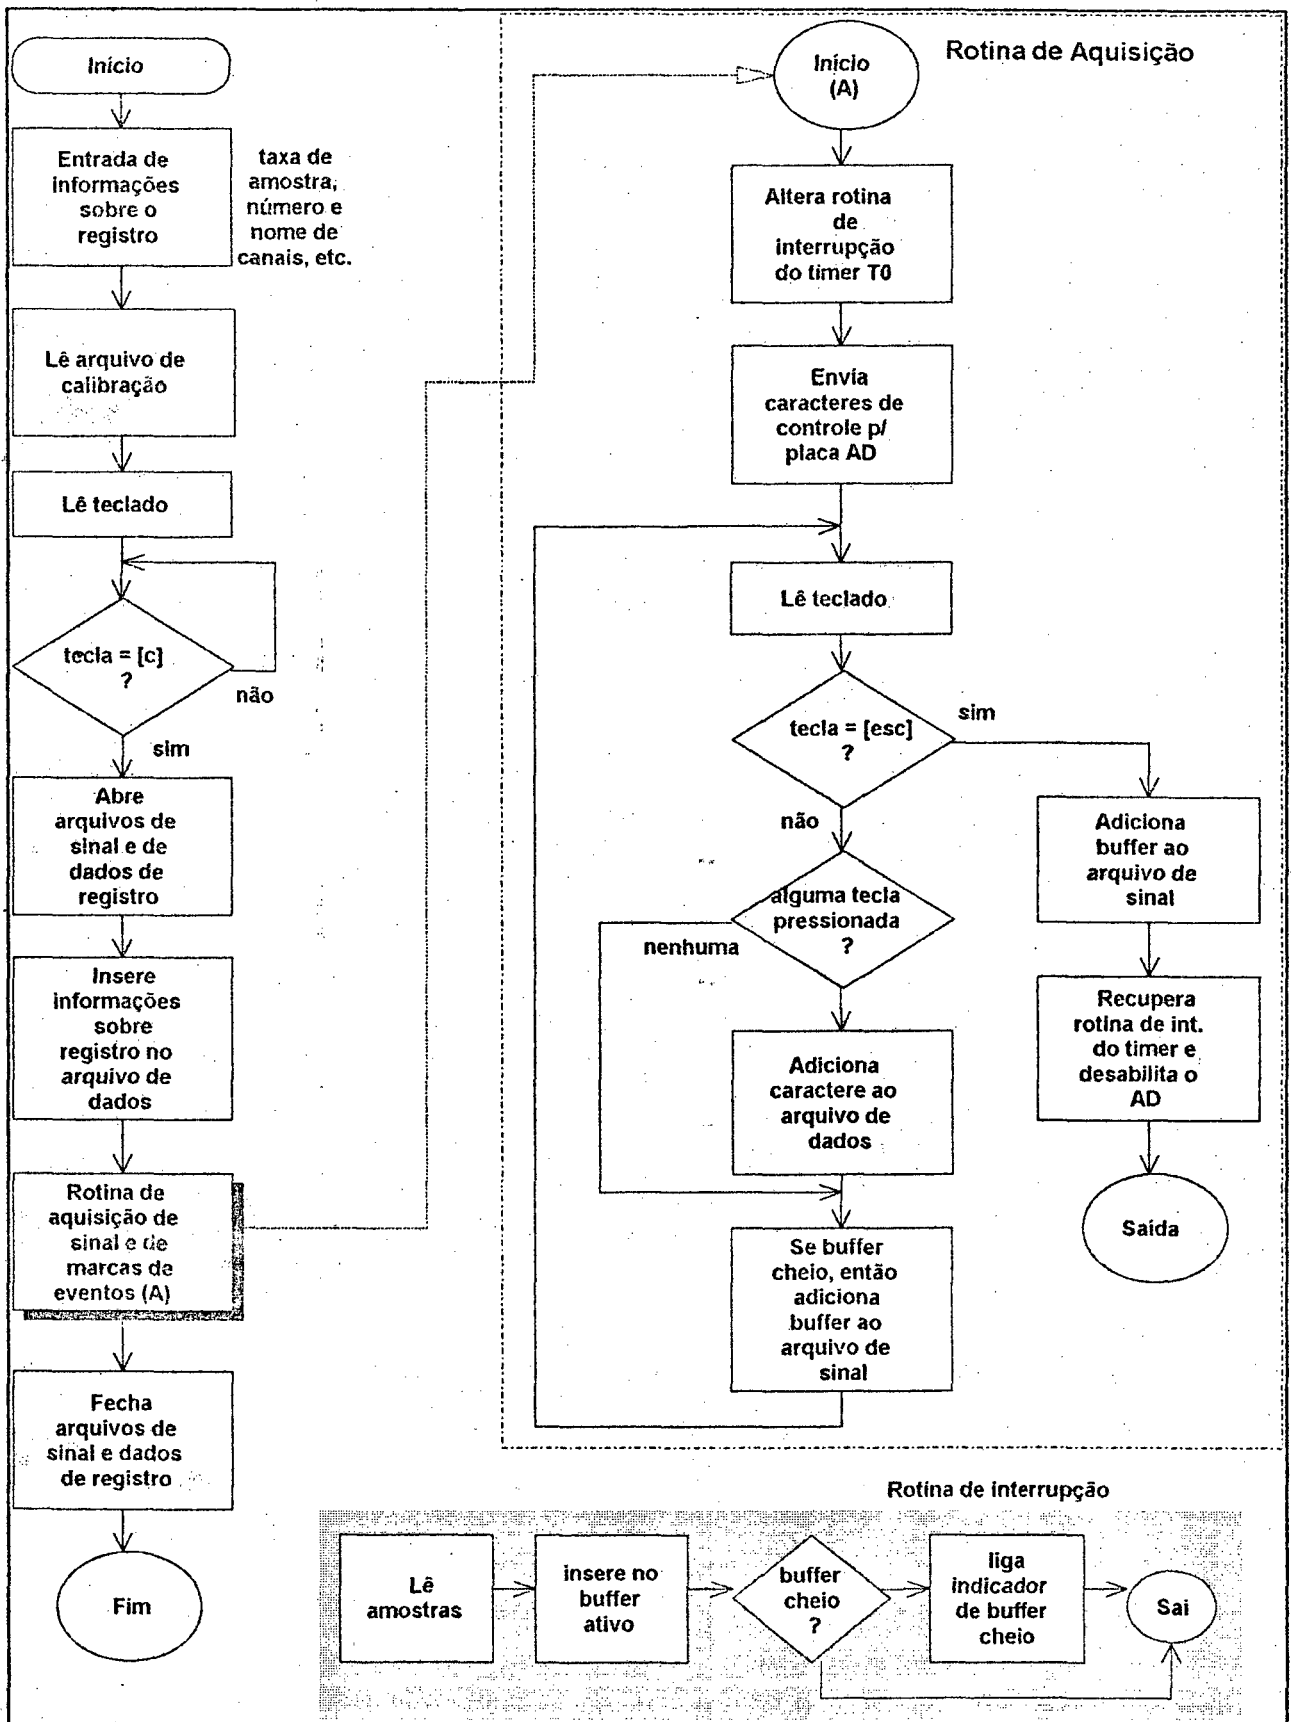 Início
Entrada de
informações
sobre o
registro
taxa de
amostra,
número e
nome de
canais, etc.
Lê arquivo de
calibração
Lê teclado
tecla = [c]
?
não
sim
Abre
arquivos de
sinal e de
dados de
registro
Insere
informações
sobre
registro no
arquivo de
dados
Rotina de
aquisição de
sinal e de
marcas de
eventos (A)
Fecha
arquivos de
sinal e dados
de registro
Fim
Rotina de Aquisição
Início
(A)
Altera rotina
de
interrupção
do timer T0
Envia
caracteres de
controle p/
placa AD
Lê teclado
tecla = [esc]
?
sim
não
alguma tecla
pressionada
?
nenhuma
Adiciona
caractere ao
arquivo de
dados
Se buffer
cheio, então
adiciona
buffer ao
arquivo de
sinal
Adiciona
buffer ao
arquivo de
sinal
Recupera
rotina de int.
do timer e
desabilita o
AD
Saída
Rotina de interrupção
Lê
amostras
insere no
buffer
ativo
buffer
cheio
?
liga
indicador
de buffer
cheio
Sai